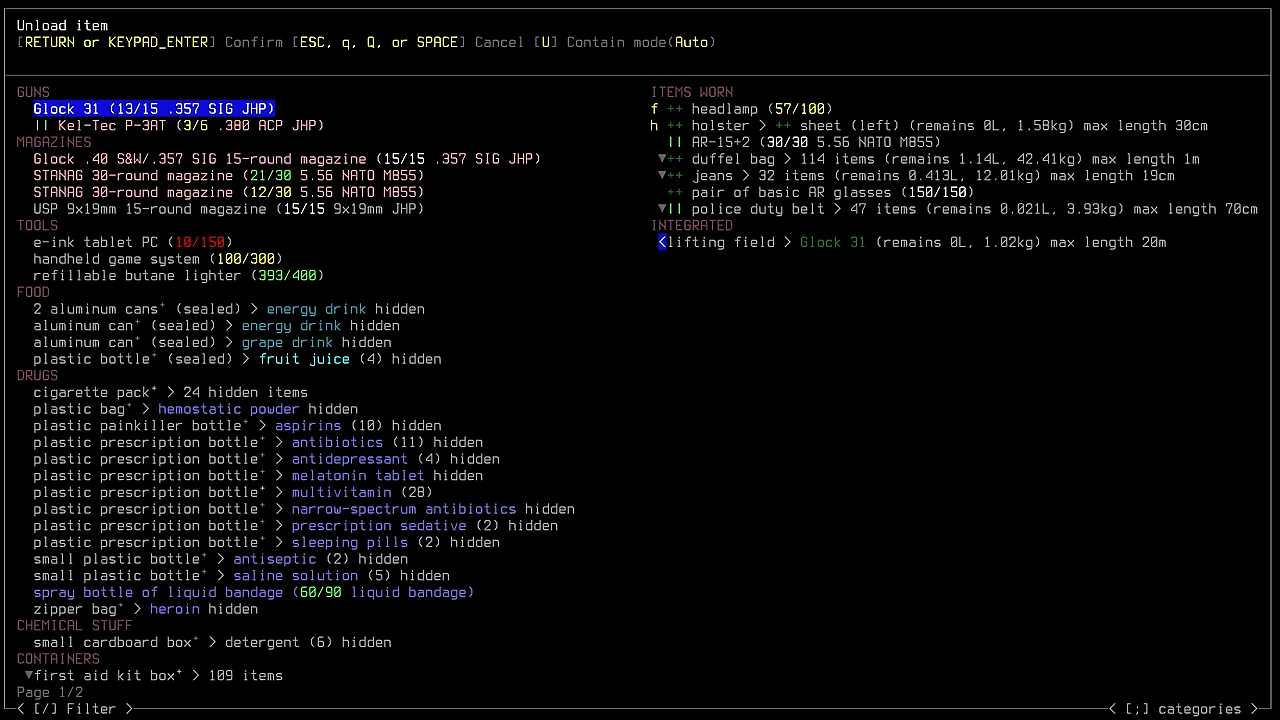 Unload item
[RETURN or KEYPAD_ENTER] Confirm [ESC, q, Q, or SPACE] Cancel [U] Contain mode(Auto)
GUNS
Glock 31 (13/15 .357 SIG JHP)
|| Kel-Tec P-3AT (3/6 .380 ACP JHP)
MAGAZINES
Glock .40 S&W/.357 SIG 15-round magazine (15/15 .357 SIG JHP)
STANAG 30-round magazine (21/30 5.56 NATO M855)
STANAG 30-round magazine (12/30 5.56 NATO M855)
USP 9x19mm 15-round magazine (15/15 9x19mm JHP)
TOOLS
e-ink tablet PC (10/150)
handheld game system (100/300)
refillable butane lighter (393/400)
FOOD
2 aluminum cans⁺ (sealed) > energy drink hidden
aluminum can⁺ (sealed) > energy drink hidden
aluminum can⁺ (sealed) > grape drink hidden
plastic bottle⁺ (sealed) > fruit juice (4) hidden
DRUGS
cigarette pack⁺ > 24 hidden items
plastic bag⁺ > hemostatic powder hidden
plastic painkiller bottle⁺ > aspirins (10) hidden
plastic prescription bottle⁺ > antibiotics (11) hidden
plastic prescription bottle⁺ > antidepressant (4) hidden
plastic prescription bottle⁺ > melatonin tablet hidden
plastic prescription bottle⁺ > multivitamin (28)
plastic prescription bottle⁺ > narrow-spectrum antibiotics hidden
plastic prescription bottle⁺ > prescription sedative (2) hidden
plastic prescription bottle⁺ > sleeping pills (2) hidden
small plastic bottle⁺ > antiseptic (2) hidden
small plastic bottle⁺ > saline solution (5) hidden
spray bottle of liquid bandage (60/90 liquid bandage)
zipper bag⁺ > heroin hidden
CHEMICAL STUFF
small cardboard box⁺ > detergent (6) hidden
CONTAINERS
▼first aid kit box⁺ > 109 items
Page 1/2
< [/] Filter >
ITEMS WORN
f ++ headlamp (57/100)
h ++ holster > ++ sheet (left) (remains 0L, 1.58kg) max length 30cm
|| AR-15+2 (30/30 5.56 NATO M855)
▼++ duffel bag > 114 items (remains 1.14L, 42.41kg) max length 1m
▼++ jeans > 32 items (remains 0.413L, 12.01kg) max length 19cm
++ pair of basic AR glasses (150/150)
▼|| police duty belt > 47 items (remains 0.021L, 3.93kg) max length 70cm
INTEGRATED
<lifting field > Glock 31 (remains 0L, 1.02kg) max length 20m
< [;] categories >